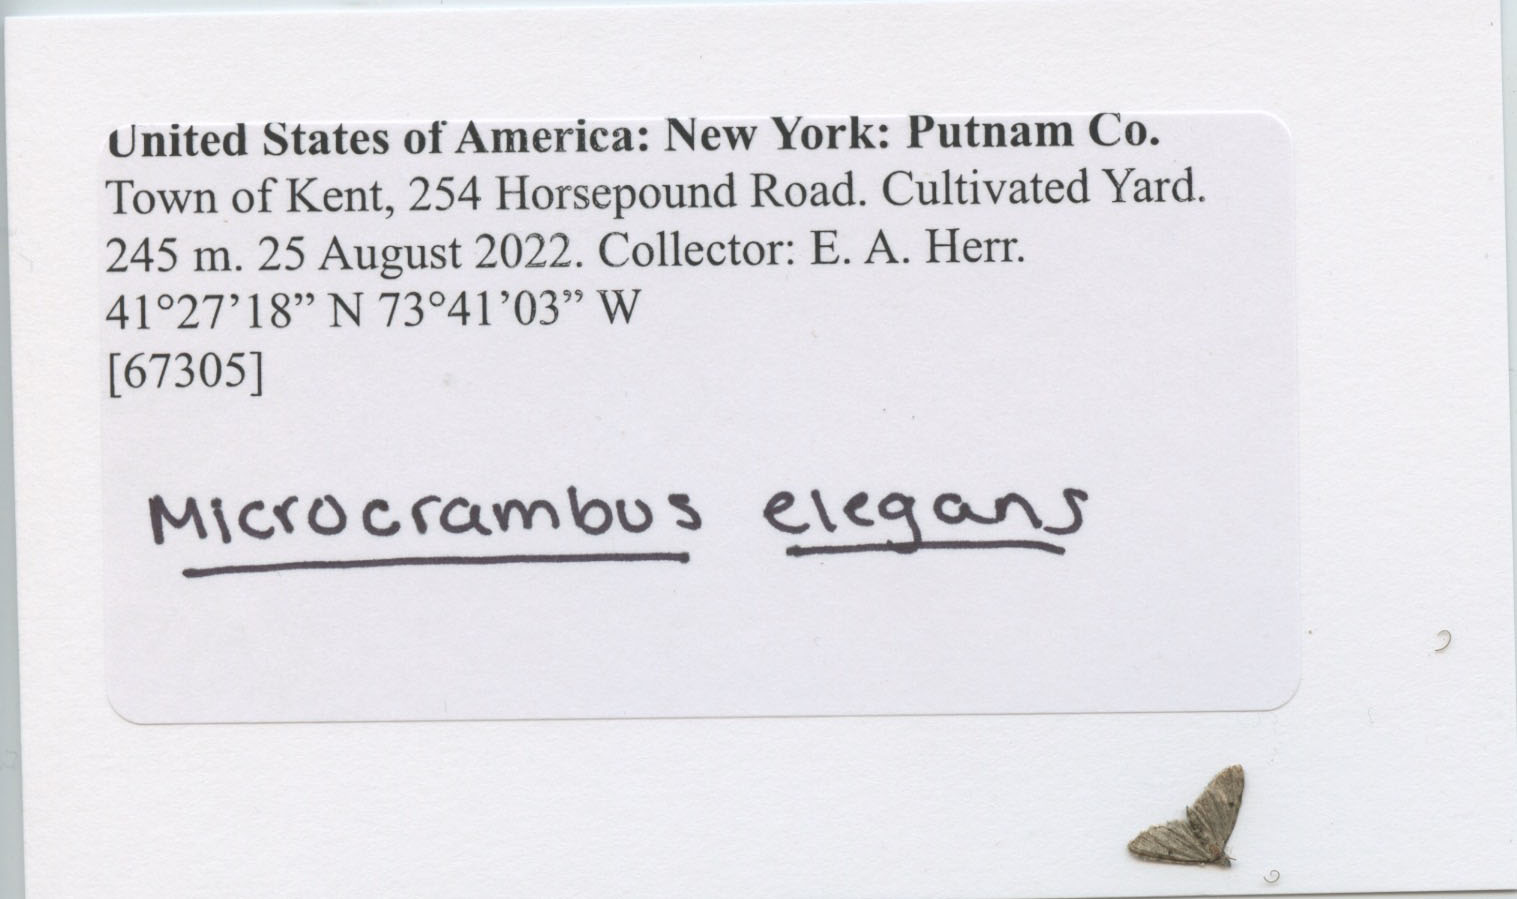 United States of America: New York: Putnam Co.
Town of Kent, 254 Horsepound Road. Cultivated Yard.
245 m. 25 August 2022. Collector: E. A. Herr.
41°27’18” N 73°41’03” W
[67305]
Microcrambus elegans